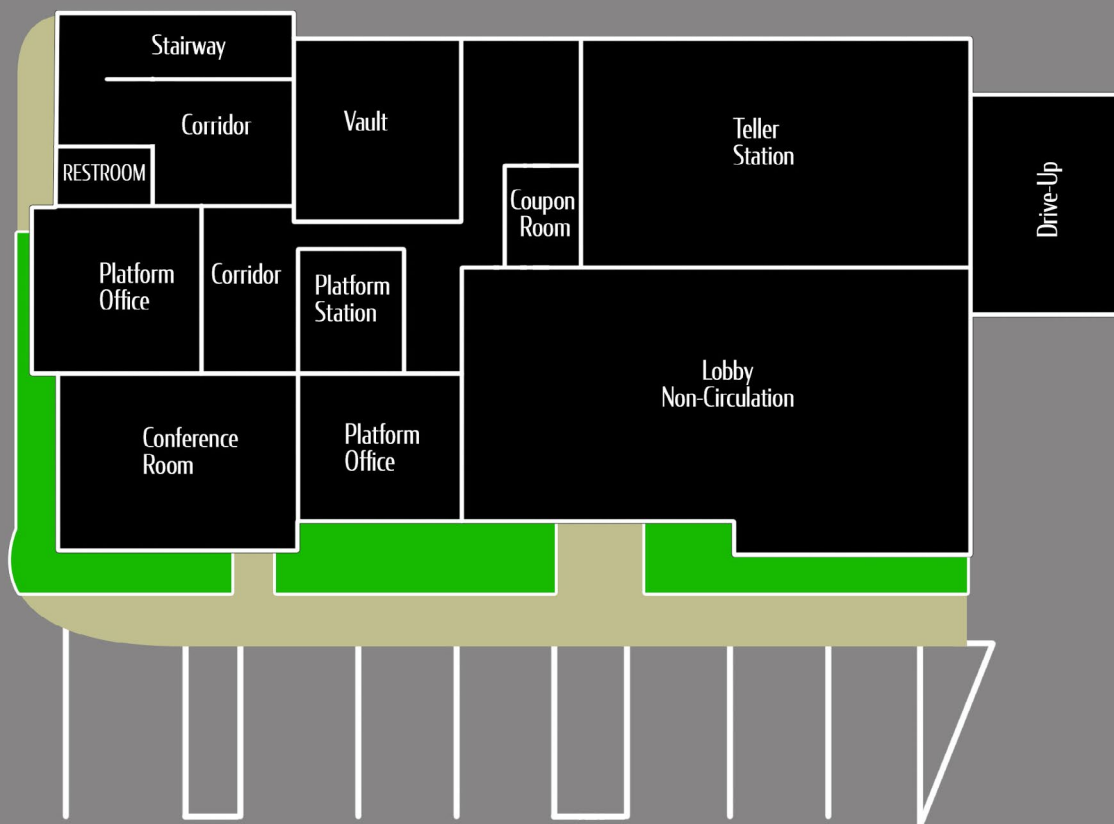 Stairway
Corridor
Vault
Teller
Station
RESTROOM
Coupon
Room
Drive-Up
Platform
Office
Corridor
Platform
Station
Lobby
Non-Circulation
Conference
Room
Platform
Office